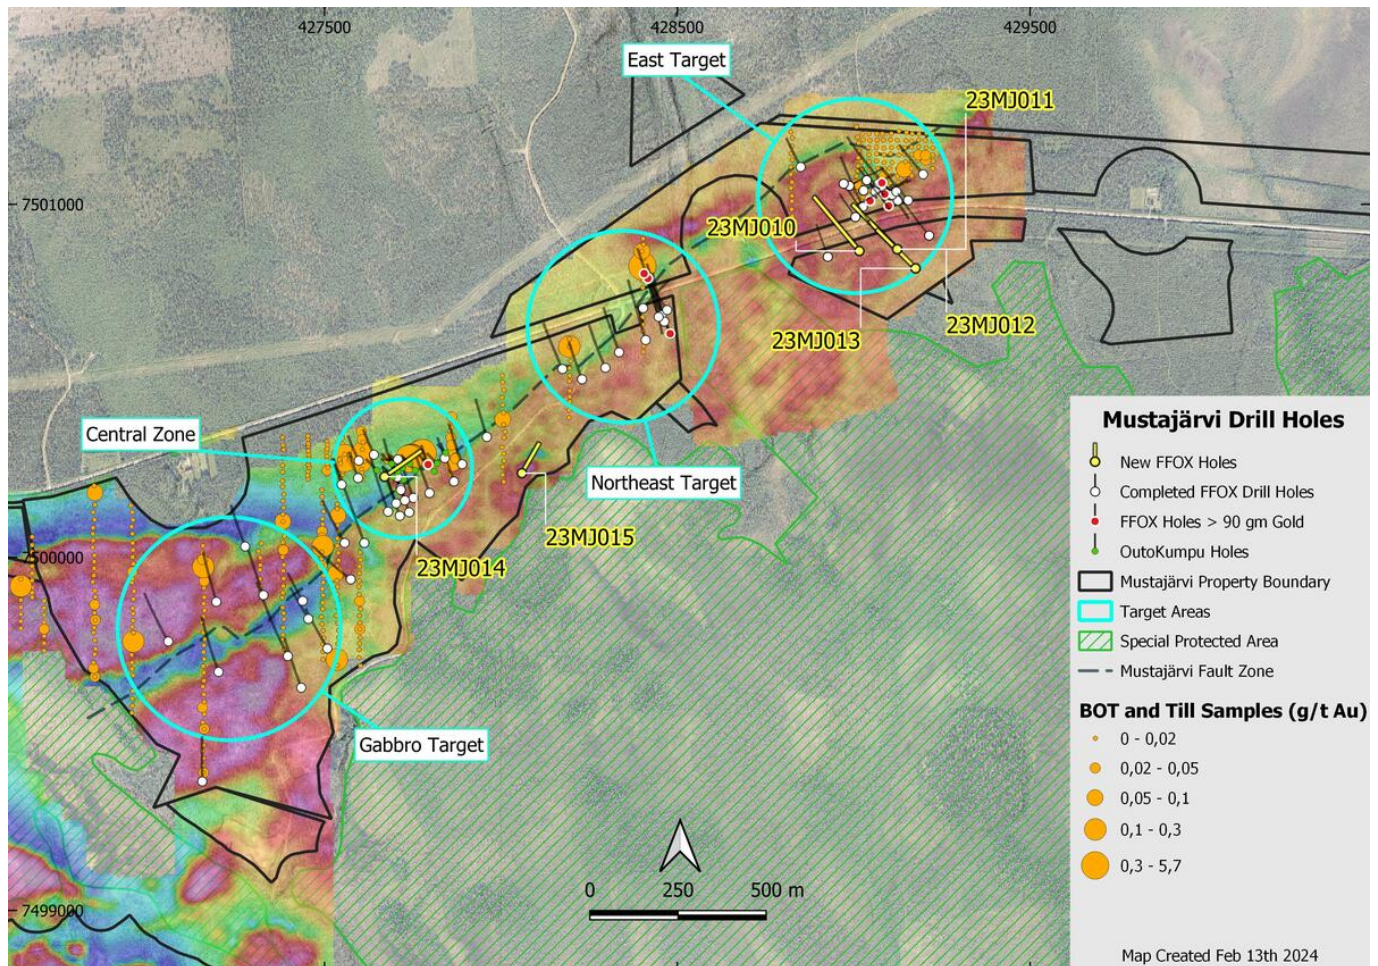 427500
428500
429500
East Target
23MJ011
7501000
23MJ010
23MJ012
23MJ013
Central Zone
Northeast Target
23MJ015
7500000
23MJ014
Gabbro Target
0 250 500 m
7499000
Mustajärvi Drill Holes
New FFOX Holes
Completed FFOX Drill Holes
FFOX Holes > 90 gm Gold
OutoKumpu Holes
Mustajärvi Property Boundary
Target Areas
Special Protected Area
Mustajärvi Fault Zone
BOT and Till Samples (g/t Au)
0 - 0,02
0,02 - 0,05
0,05 - 0,1
0,1 - 0,3
0,3 - 5,7
Map Created Feb 13th 2024